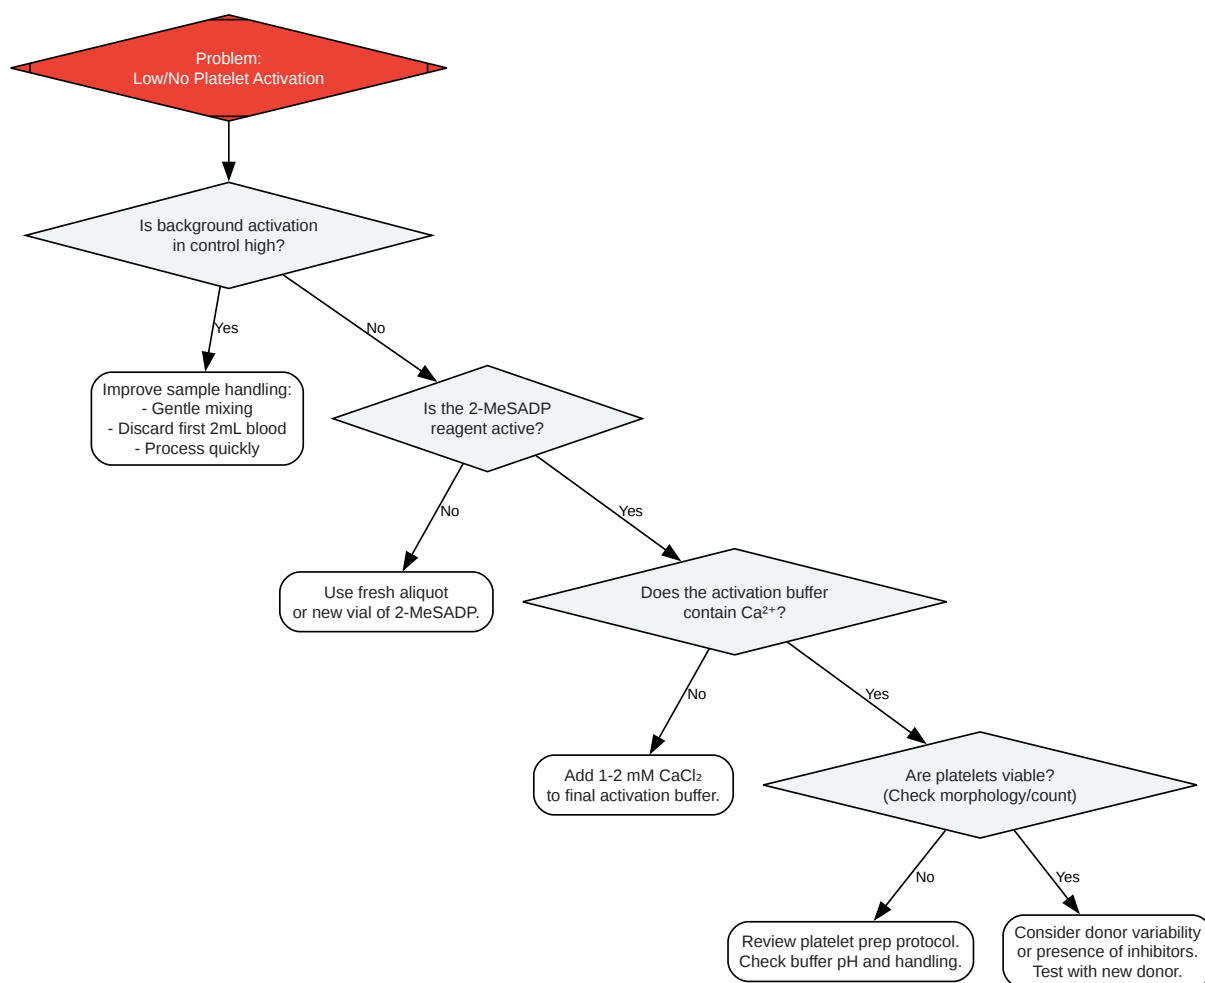 Problem:
Low/No Platelet Activation
Is background activation
in control high?
Yes
No
Improve sample handling:
- Gentle mixing
- Discard first 2mL blood
- Process quickly
Is the 2-MeSADP
reagent active?
No
Yes
Use fresh aliquot
or new vial of 2-MeSADP.
Does the activation buffer
contain Ca²⁺?
No
Yes
Add 1-2 mM CaCl₂
to final activation buffer.
Are platelets viable?
(Check morphology/count)
No
Yes
Review platelet prep protocol.
Check buffer pH and handling.
Consider donor variability
or presence of inhibitors.
Test with new donor.